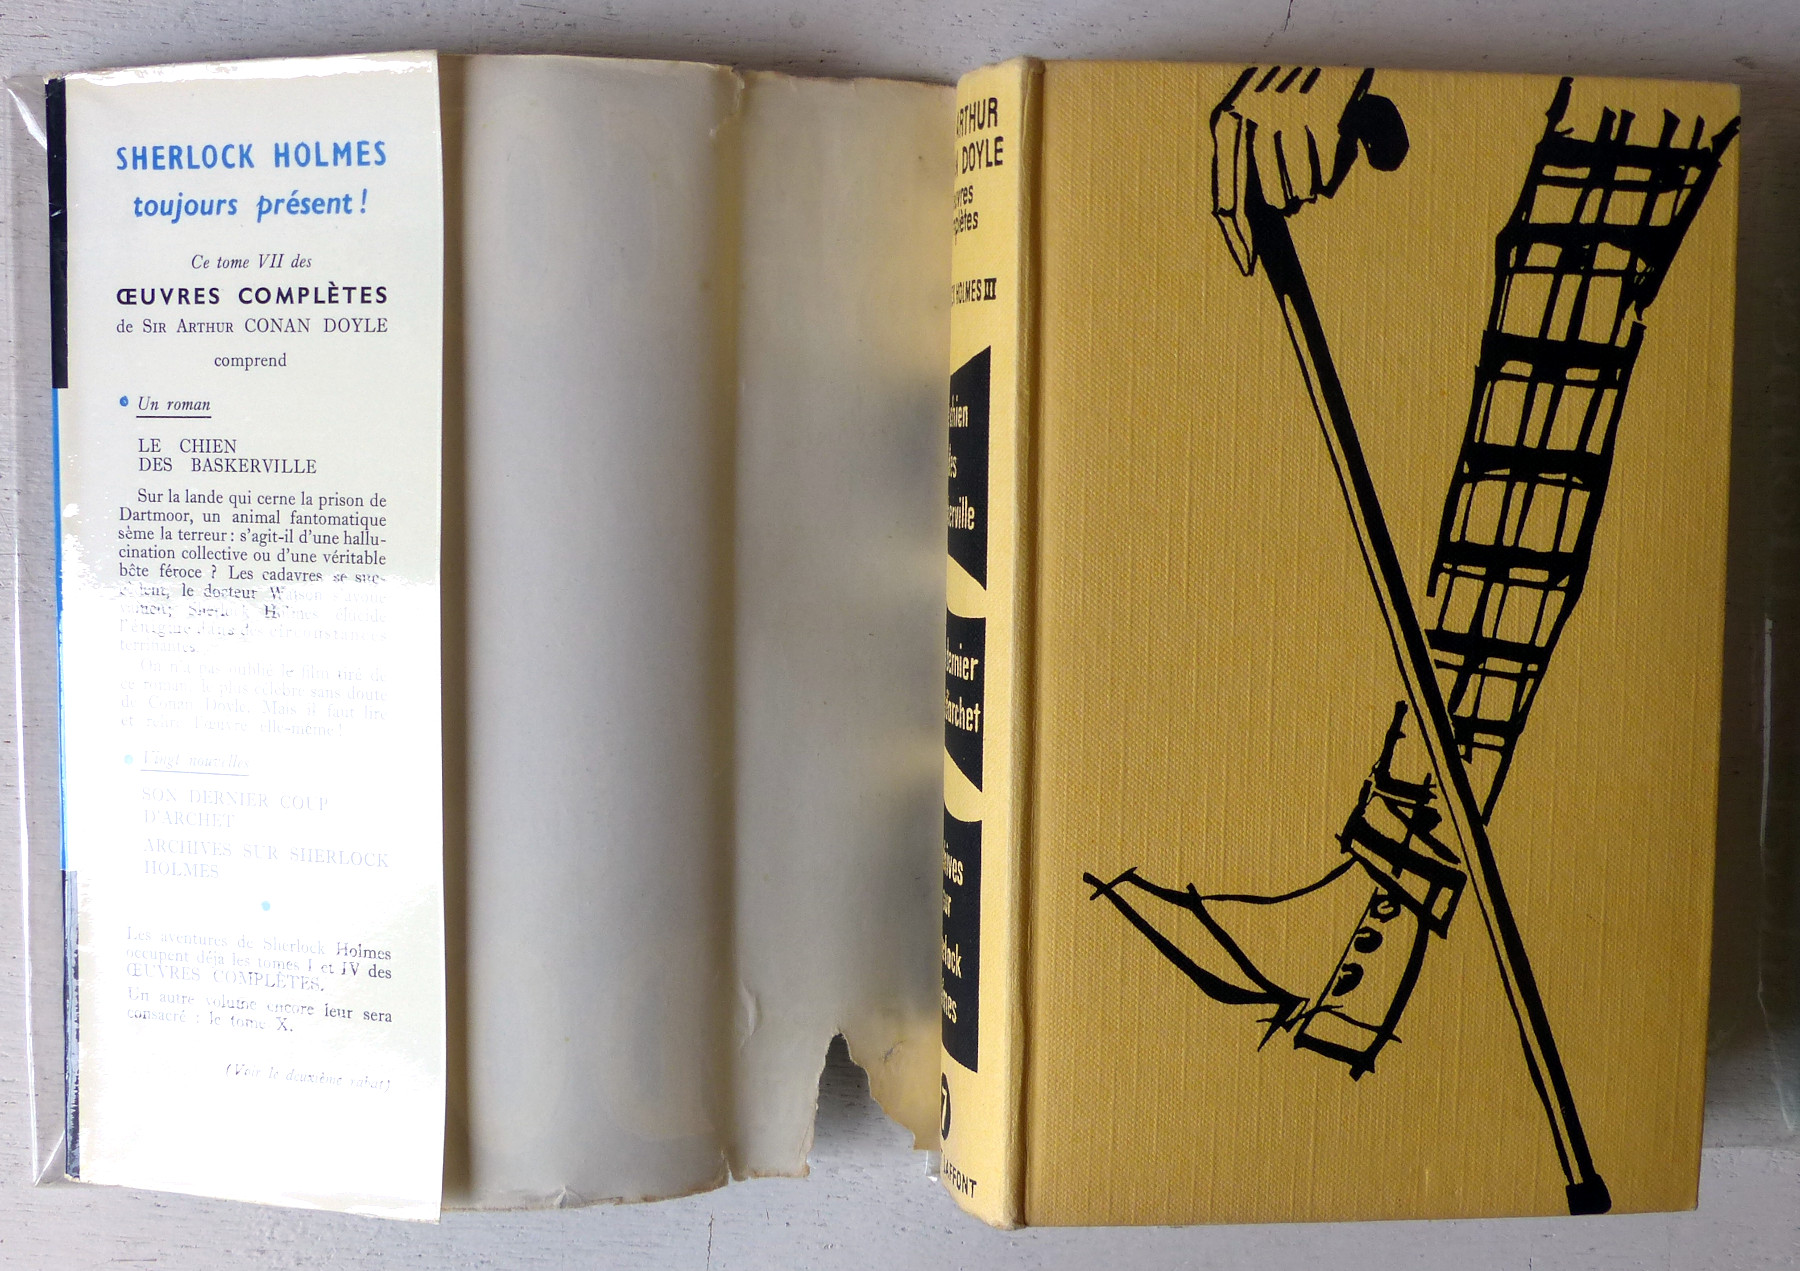 SHERLOCK HOLMES
toujours présent !
Ce tome VII des
ŒUVRES COMPLÈTES
de SIR ARTHUR CONAN DOYLE
comprend
• Un roman
LE CHIEN
DES BASKERVILLE
Sur la lande qui cerne la prison de
Dartmoor, un animal fantomatique
sème la terreur : s'agit-il d'une hallu-
cination collective ou d'une véritable
bête féroce ? Les cadavres se suc-
cèdent, le docteur Watson s'avoue
vaincu; Sherlock Holmes élucide
l'énigme dans des circonstances
terrifiantes.
On n'a pas oublié le film tiré de
ce roman, le plus célèbre sans doute
de Conan Doyle. Mais il faut lire
et relire l'œuvre elle-même !
• Vingt nouvelles
SON DERNIER COUP
D'ARCHET
ARCHIVES SUR SHERLOCK
HOLMES
Les aventures de Sherlock Holmes
occupent déjà les tomes I et IV des
ŒUVRES COMPLÈTES.
Un autre volume encore leur sera
consacré : le tome X.
(Voir le deuxième rabat)
ARTHUR
DOYLE
HOLMES III
chien
dernier
archet
7
LAFFONT